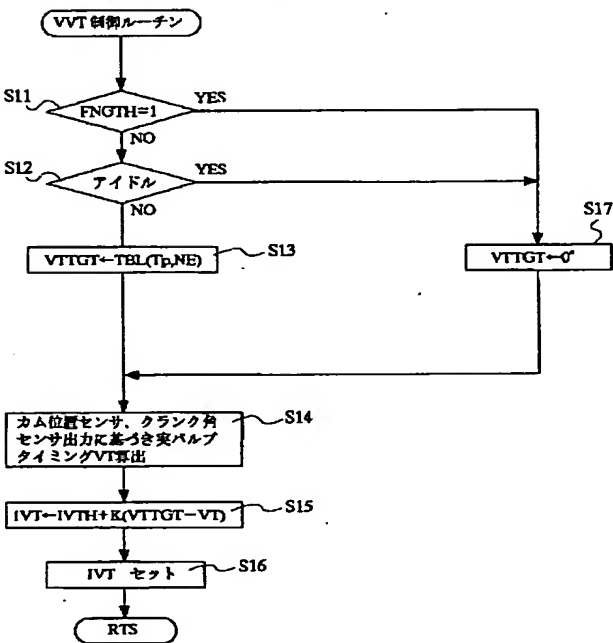 VVT 制御ルーチン
S11
FNGTH=1
YES
NO
S12
アイドル
YES
NO
S17
VTTGT←TBL(Tp,NE)
S13
VTTGT←0°
カム位置センサ、クランク角
センサ出力に基づき実バルブ
タイミングVT算出
S14
IVT←IVTH+K(VTTGT−VT)
S15
IVT セット
S16
RTS